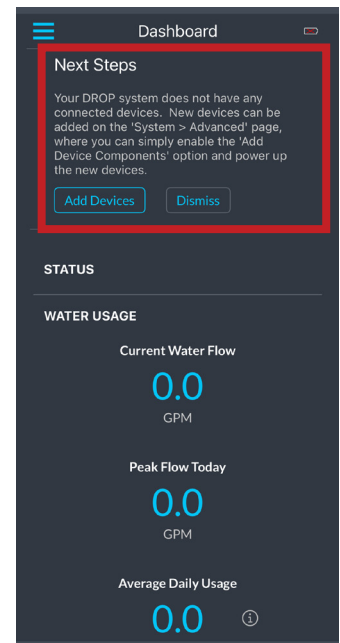 Dashboard
Next Steps
Your DROP system does not have any
connected devices.  New devices can be
added on the 'System > Advanced' page,
where you can simply enable the 'Add
Device Components' option and power up
the new devices.
Add Devices
Dismiss
STATUS
WATER USAGE
Current Water Flow
0.0
GPM
Peak Flow Today
0.0
GPM
Average Daily Usage
0.0